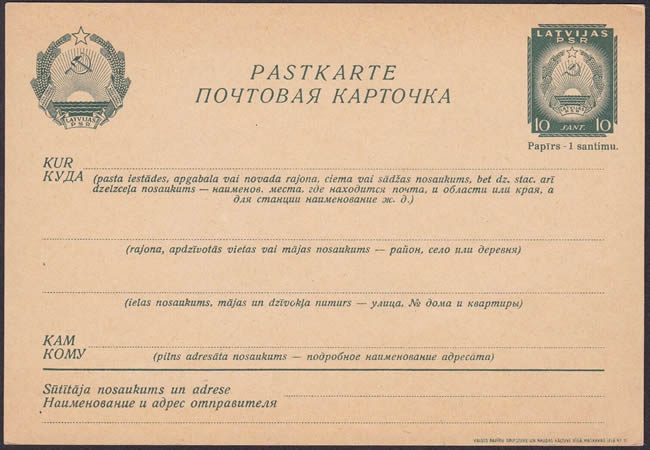 LATVIJAS
PSR
LATVIJAS
P.S.R.
10 SANT. 10
Papīrs - 1 santīmu.
PASTKARTE
ПОЧТОВАЯ КАРТОЧКА
KUR
КУДА (pasta iestādes, apgabala vai novada rajona, ciema vai sādžas nosaukums, bet dz. stac. arī
dzelzceļa nosaukums — наименов. места, где находится почта, и области или края, а
для станции наименование ж. д.)
(rajona, apdzīvotās vietas vai mājas nosaukums — район, село или деревня)
(ielas nosaukums, mājas un dzīvokļa numurs — улица, № дома и квартиры)
KAM
КОМУ (pilns adresāta nosaukums — подробное наименование адресата)
Sūtītāja nosaukums un adrese
Наименование и адрес отправителя